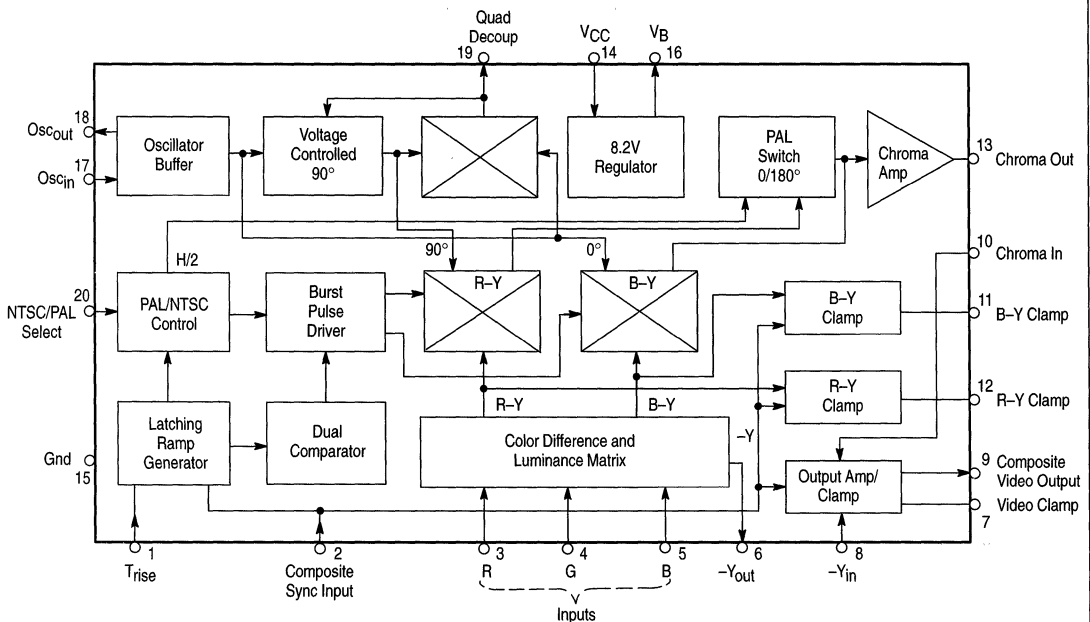 Quad
Decoup
19
VCC
14
VB
16
18
Oscout
17
Oscin
Oscillator
Buffer
Voltage
Controlled
90°
8.2V
Regulator
PAL
Switch
0/180°
Chroma
Amp
13
Chroma Out
H/2
90°
0°
10
Chroma In
20
NTSC/PAL
Select
PAL/NTSC
Control
Burst
Pulse
Driver
R–Y
B–Y
B–Y
Clamp
11
B–Y Clamp
R–Y
B–Y
R–Y
Clamp
12
R–Y Clamp
Gnd
15
Latching
Ramp
Generator
Dual
Comparator
Color Difference and
Luminance Matrix
–Y
Output Amp/
Clamp
9
Composite
Video Output
Video Clamp
7
1
Trise
2
Composite
Sync Input
3
R
4
G
5
B
6
–Yout
8
–Yin
Inputs